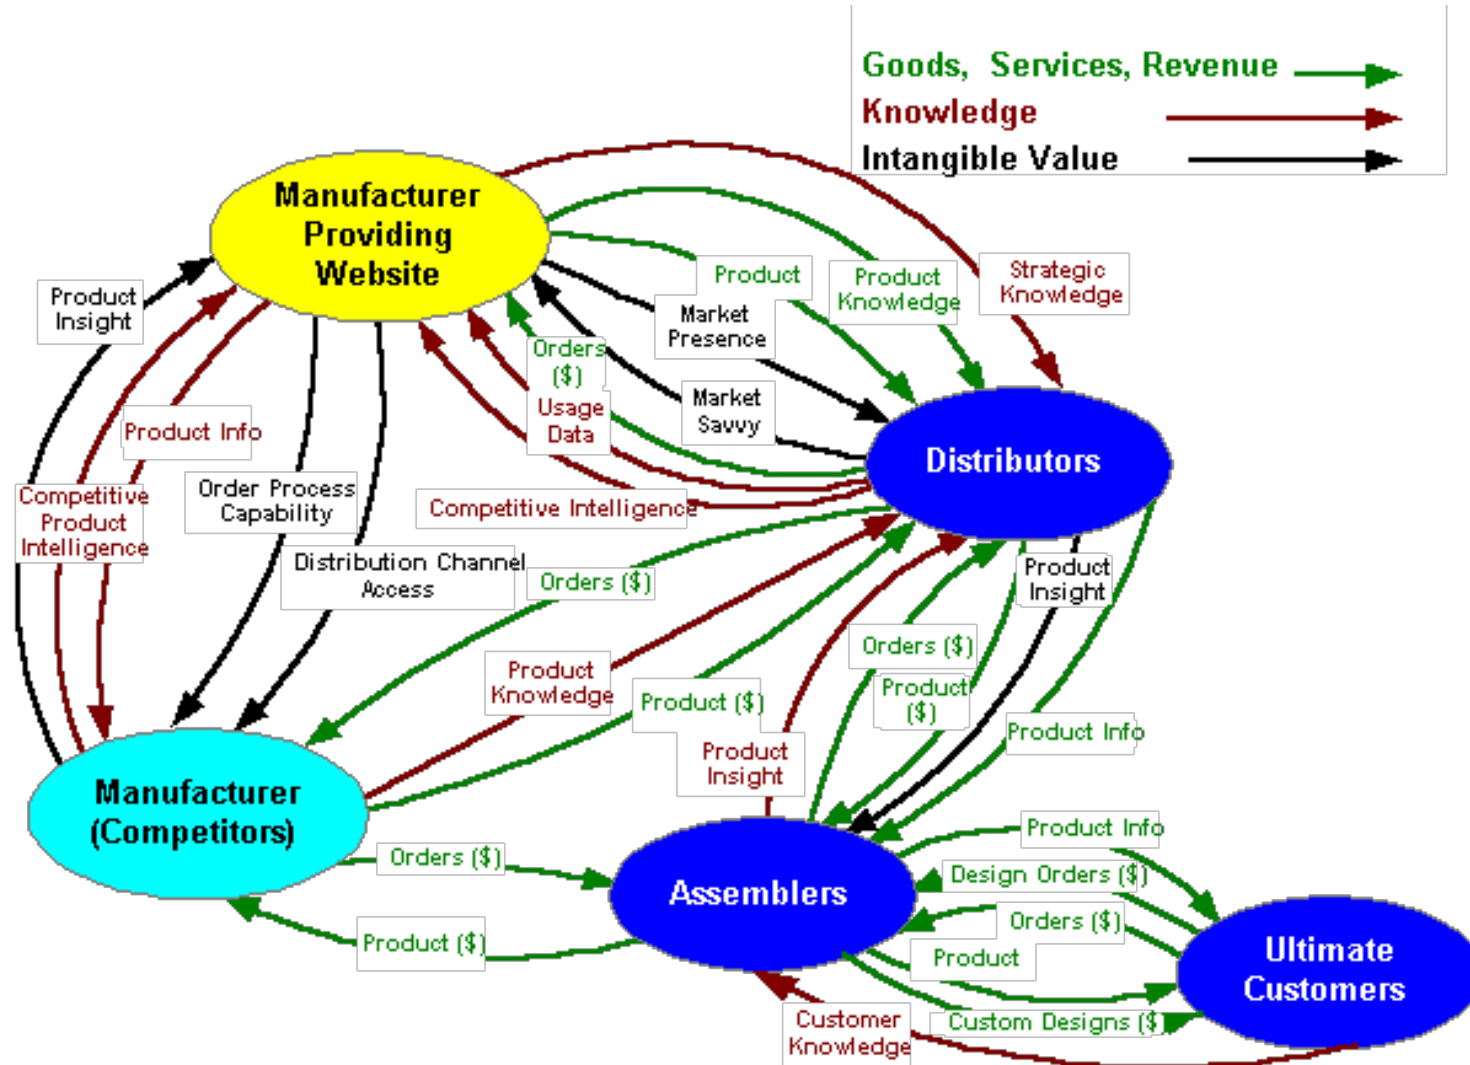 Goods, Services, Revenue
Knowledge
Intangible Value
Manufacturer
Providing
Website
Product
Insight
Product
Product
Knowledge
Strategic
Knowledge
Market
Presence
Orders
($)
Market
Savvy
Usage
Data
Product Info
Distributors
Competitive
Product
Intelligence
Order Process
Capability
Competitive Intelligence
Distribution Channel
Access
Orders ($)
Product
Insight
Product
Knowledge
Product ($)
Orders ($)
Product
($)
Product Info
Product
Insight
Manufacturer
(Competitors)
Orders ($)
Product ($)
Assemblers
Product Info
Design Orders ($)
Orders ($)
Product
Custom Designs ($
Ultimate
Customers
Customer
Knowledge